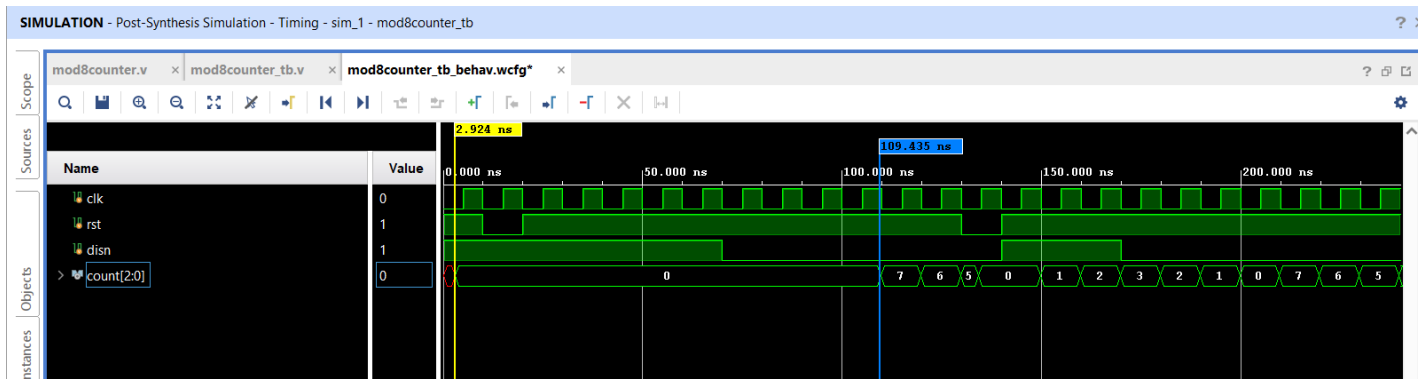 SIMULATION - Post-Synthesis Simulation - Timing - sim_1 - mod8counter_tb ?
mod8counter.v × mod8counter_tb.v × mod8counter_tb_behav.wcfg* × ?
Scope
Sources
Objects
2.924 ns
109.435 ns
Name Value 0.000 ns 50.000 ns 100.000 ns 150.000 ns 200.000 ns
clk 0
rst 1
disn 1
count[2:0] 0 0 7 6 5 0 1 2 3 2 1 0 7 6 5